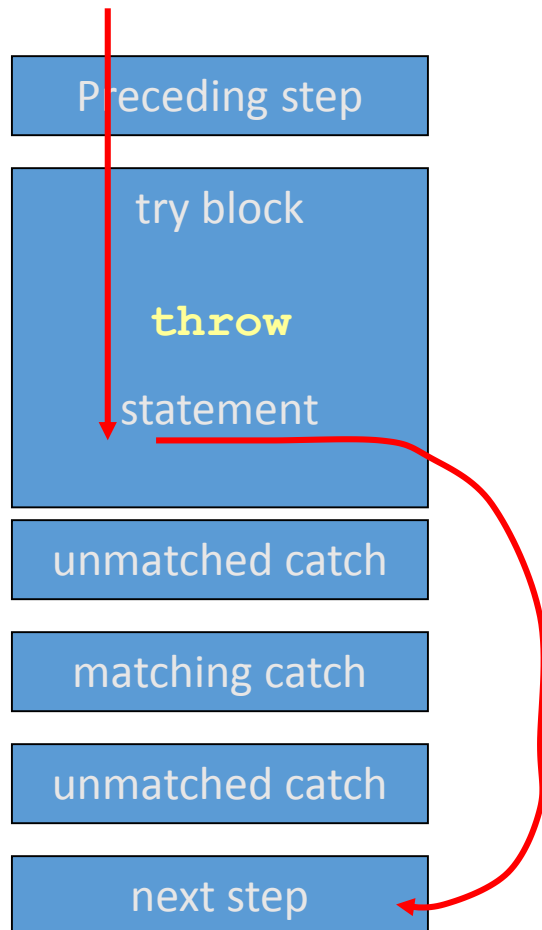 Preceding step
try block
throw
statement
unmatched catch
matching catch
unmatched catch
next step